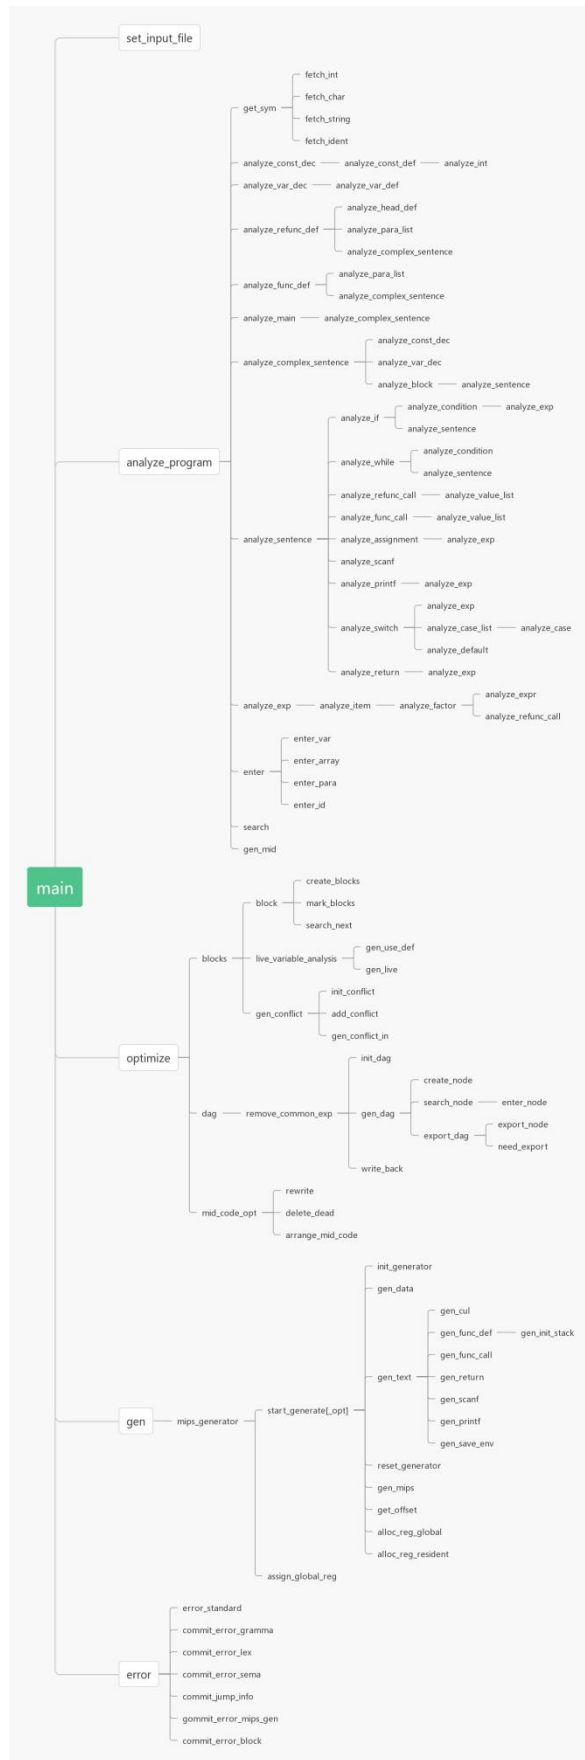 set_input_file
fetch_int
fetch_char
get_sym
fetch_string
fetch_ident
analyze_const_dec analyze_const_def analyze_int
analyze_var_dec analyze_var_def
analyze_head_def
analyze_refunc_def analyze_para_list
analyze_complex_sentence
analyze_para_list
analyze_func_def
analyze_complex_sentence
analyze_main analyze_complex_sentence
analyze_const_dec
analyze_complex_sentence analyze_var_dec
analyze_block analyze_sentence
analyze_condition analyze_exp
analyze_if
analyze_sentence
analyze_condition
analyze_program analyze_while
analyze_sentence
analyze_refunc_call analyze_value_list
analyze_func_call analyze_value_list
analyze_sentence analyze_assignment analyze_exp
analyze_scanf
analyze_printf analyze_exp
analyze_exp
analyze_switch analyze_case_list analyze_case
analyze_default
analyze_return analyze_exp
analyze_expr
analyze_exp analyze_item analyze_factor
analyze_refunc_call
enter_var
enter_array
enter
enter_para
enter_id
search
gen_mid
main
create_blocks
block mark_blocks
search_next
gen_use_def
blocks live_variable_analysis
gen_live
init_conflict
gen_conflict add_conflict
gen_conflict_in
optimize init_dag
create_node
search_node enter_node
dag remove_common_exp gen_dag
export_node
export_dag
need_export
write_back
rewrite
mid_code_opt delete_dead
arrange_mid_code
init_generator
gen_data
gen_cul
gen_func_def gen_init_stack
gen_func_call
gen_text gen_return
gen_scanf
start_generate[_opt]
gen mips_generator gen_printf
gen_save_env
reset_generator
gen_mips
get_offset
alloc_reg_global
alloc_reg_resident
assign_global_reg
error_standard
commit_error_gramma
commit_error_lex
error commit_error_sema
commit_jump_info
gommit_error_mips_gen
commit_error_block